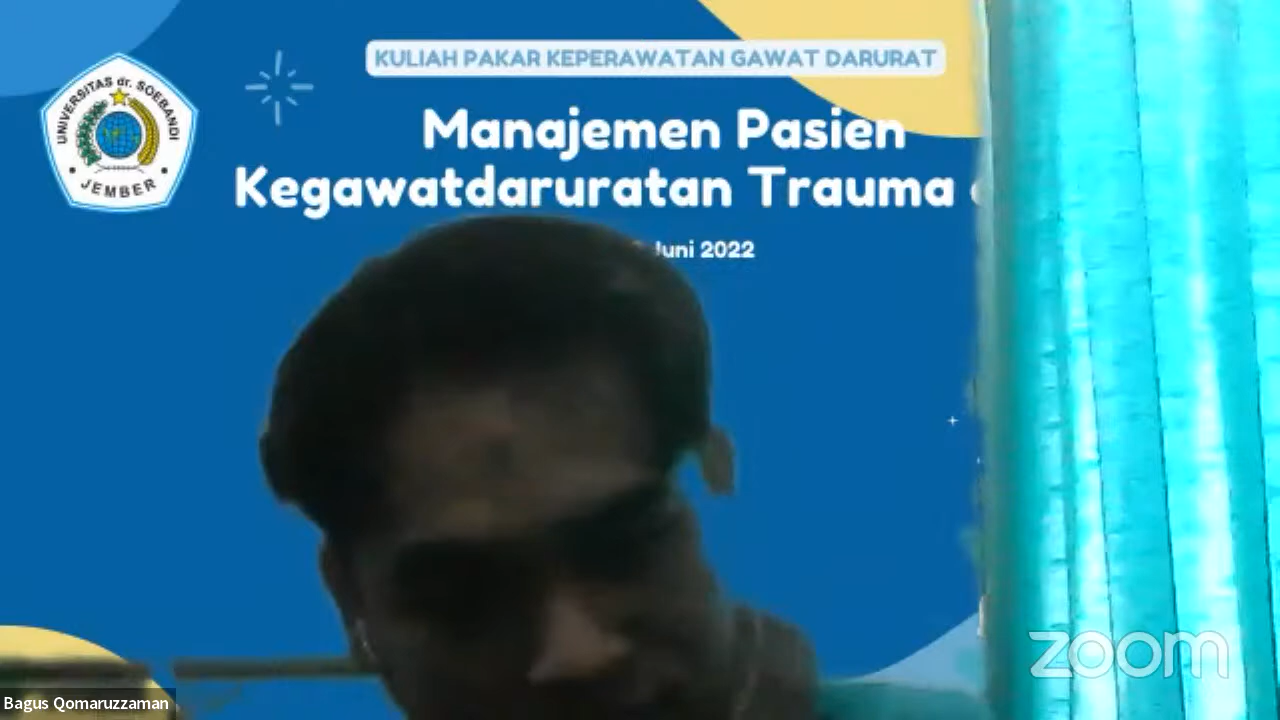 KULIAH PAKAR KEPERAWATAN GAWAT DARURAT
UNIVERSITAS dr. SOEBANDI
JEMBER
Manajemen Pasien
Kegawatdaruratan Trauma
Juni 2022
zoom
Bagus Qomaruzzaman